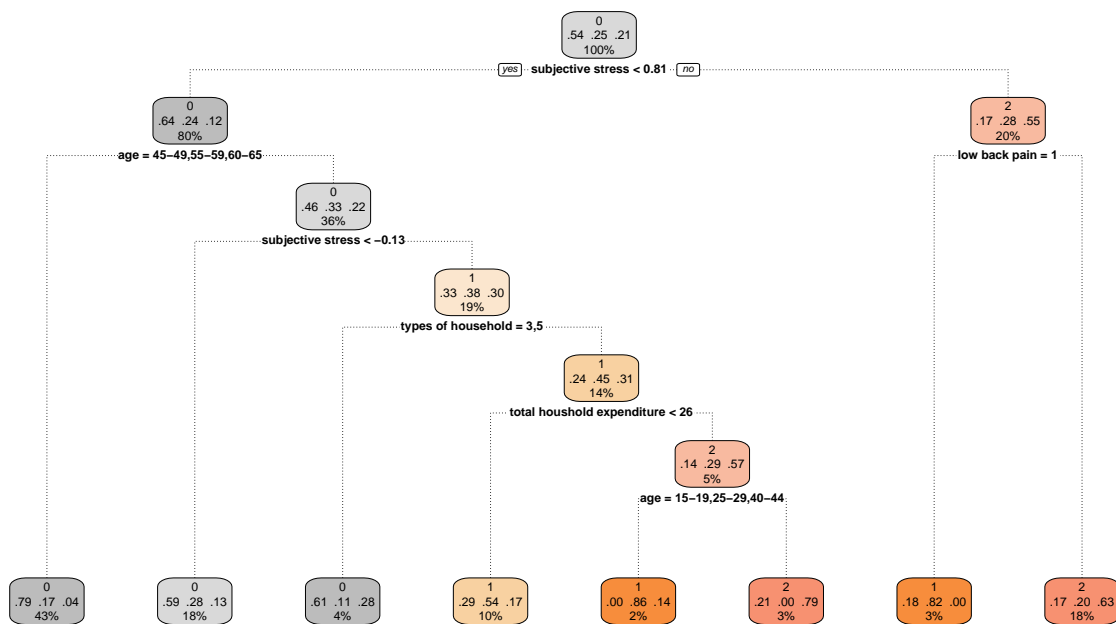 0
.54 .25 .21
100%
yes subjective stress < 0.81 no
0
.64 .24 .12
80%
2
.17 .28 .55
20%
age = 45−49,55−59,60−65
low back pain = 1
0
.46 .33 .22
36%
subjective stress < −0.13
1
.33 .38 .30
19%
types of household = 3,5
1
.24 .45 .31
14%
total houshold expenditure < 26
2
.14 .29 .57
5%
age = 15−19,25−29,40−44
0
.79 .17 .04
43%
0
.59 .28 .13
18%
0
.61 .11 .28
4%
1
.29 .54 .17
10%
1
.00 .86 .14
2%
2
.21 .00 .79
3%
1
.18 .82 .00
3%
2
.17 .20 .63
18%